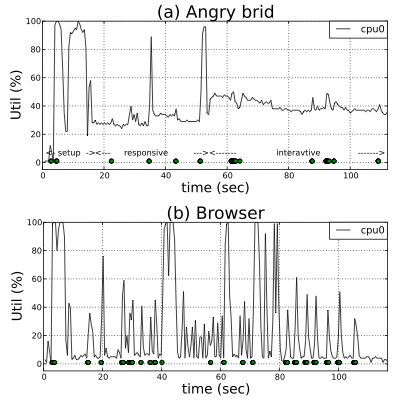 (a) Angry brid
cpu0
Util (%)
100
80
60
40
20
0
<--> setup --><-- responsive --><-- interavtive -->
0 20 40 60 80 100
time (sec)
(b) Browser
cpu0
Util (%)
100
80
60
40
20
0
0 20 40 60 80 100
time (sec)